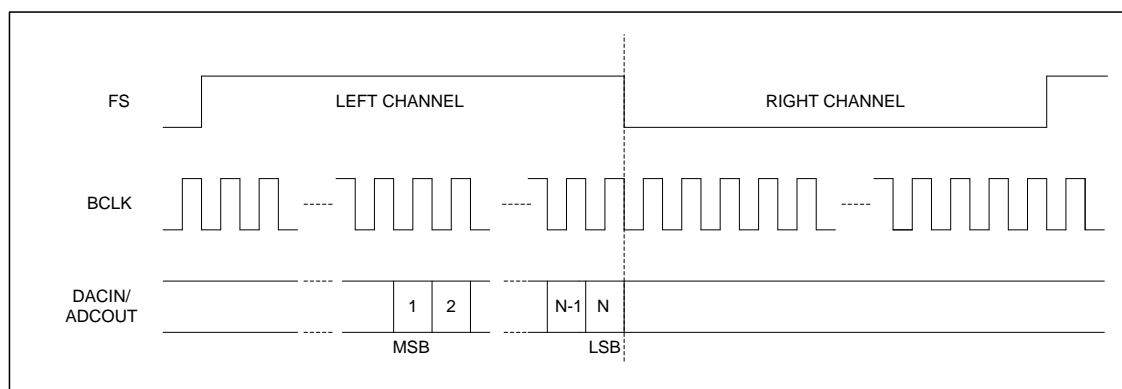 FS
LEFT CHANNEL
RIGHT CHANNEL
BCLK
DACIN/
ADCOUT
1
2
N-1
N
MSB
LSB